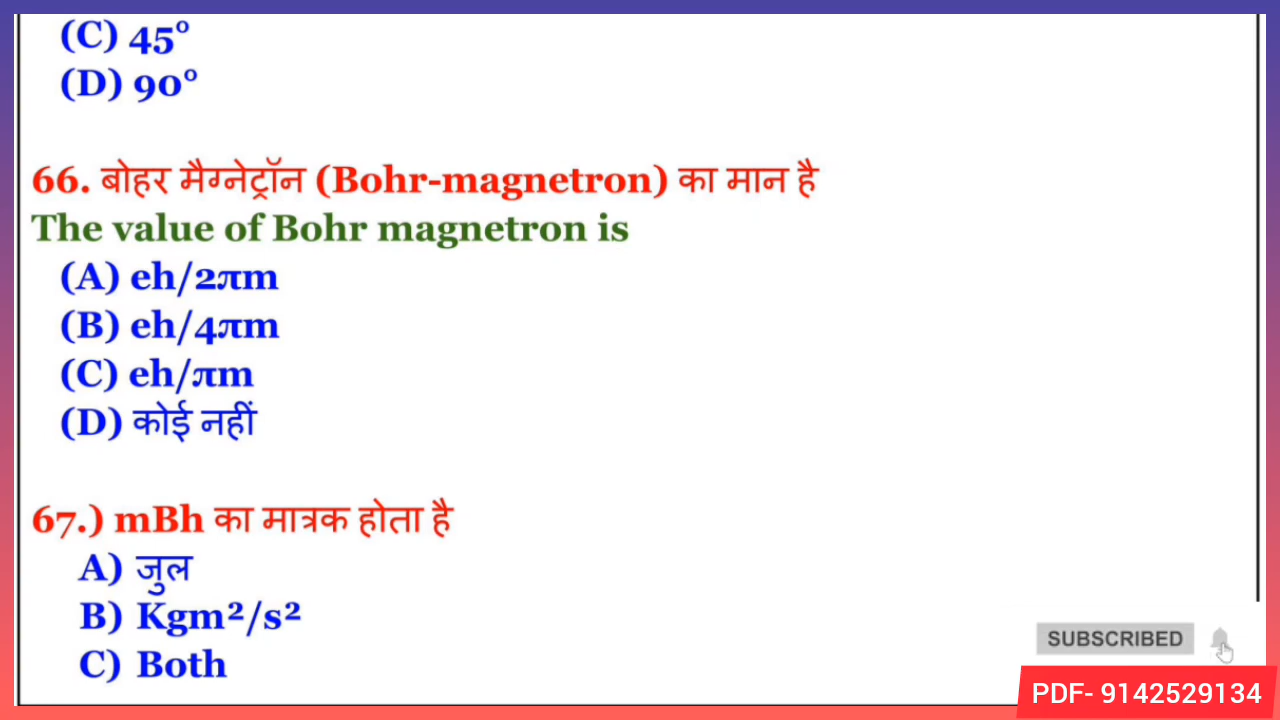 (C) 45°
(D) 90°
66. बोहर मैग्नेट्रॉन (Bohr-magnetron) का मान है
The value of Bohr magnetron is
(A) eh/2πm
(B) eh/4πm
(C) eh/πm
(D) कोई नहीं
67.) mBh का मात्रक होता है
A) जुल
B) Kgm²/s²
C) Both
SUBSCRIBED
PDF- 9142529134